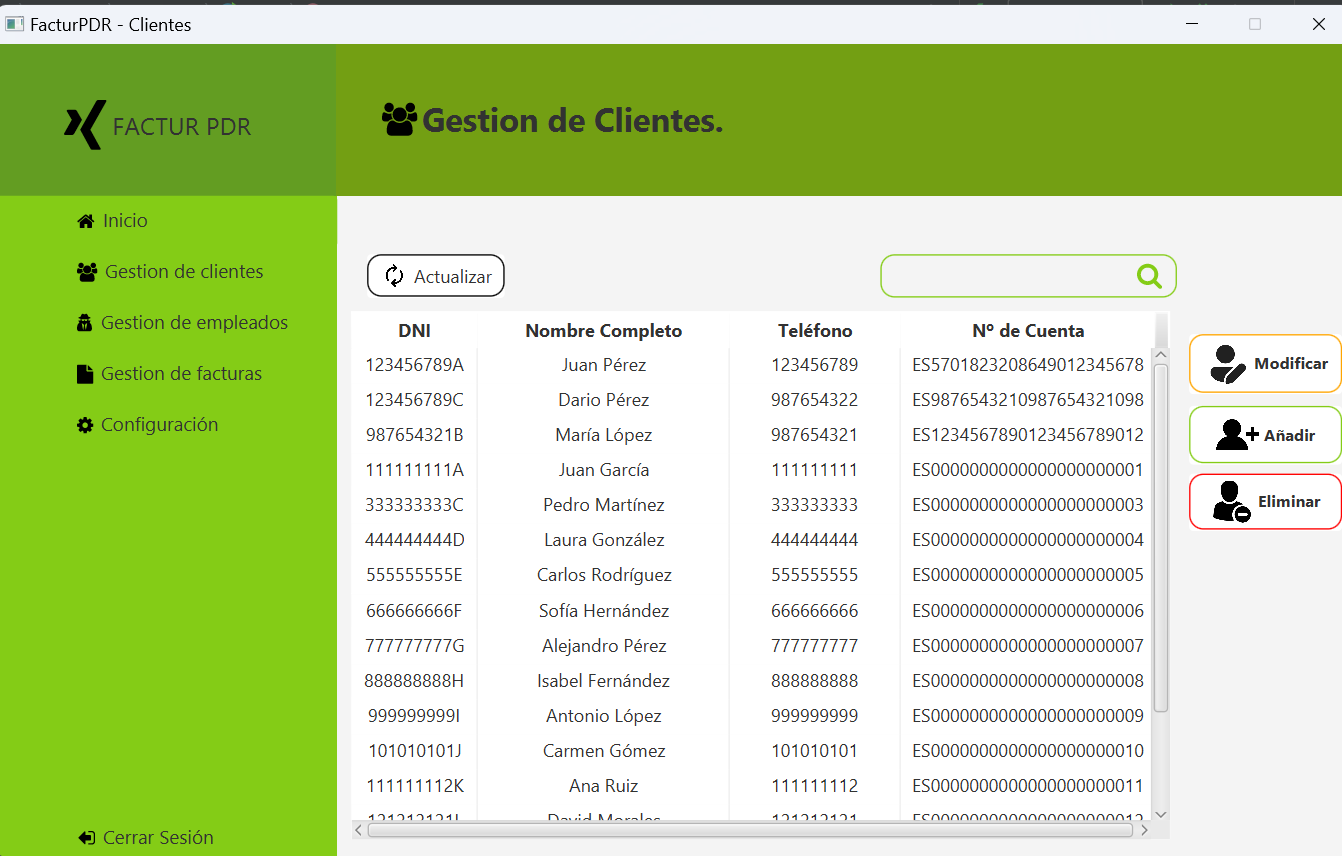 FacturPDR - Clientes
FACTUR PDR
Gestion de Clientes.
Inicio
Gestion de clientes
Gestion de empleados
Gestion de facturas
Configuración
Cerrar Sesión
Actualizar
DNI Nombre Completo Teléfono Nº de Cuenta
123456789A Juan Pérez 123456789 ES5701823208649012345678
123456789C Dario Pérez 987654322 ES9876543210987654321098
987654321B María López 987654321 ES1234567890123456789012
111111111A Juan García 111111111 ES0000000000000000000001
333333333C Pedro Martínez 333333333 ES0000000000000000000003
444444444D Laura González 444444444 ES0000000000000000000004
555555555E Carlos Rodríguez 555555555 ES0000000000000000000005
666666666F Sofía Hernández 666666666 ES0000000000000000000006
777777777G Alejandro Pérez 777777777 ES0000000000000000000007
888888888H Isabel Fernández 888888888 ES0000000000000000000008
999999999I Antonio López 999999999 ES0000000000000000000009
101010101J Carmen Gómez 101010101 ES0000000000000000000010
111111112K Ana Ruiz 111111112 ES0000000000000000000011
David Morales
Modificar
Añadir
Eliminar